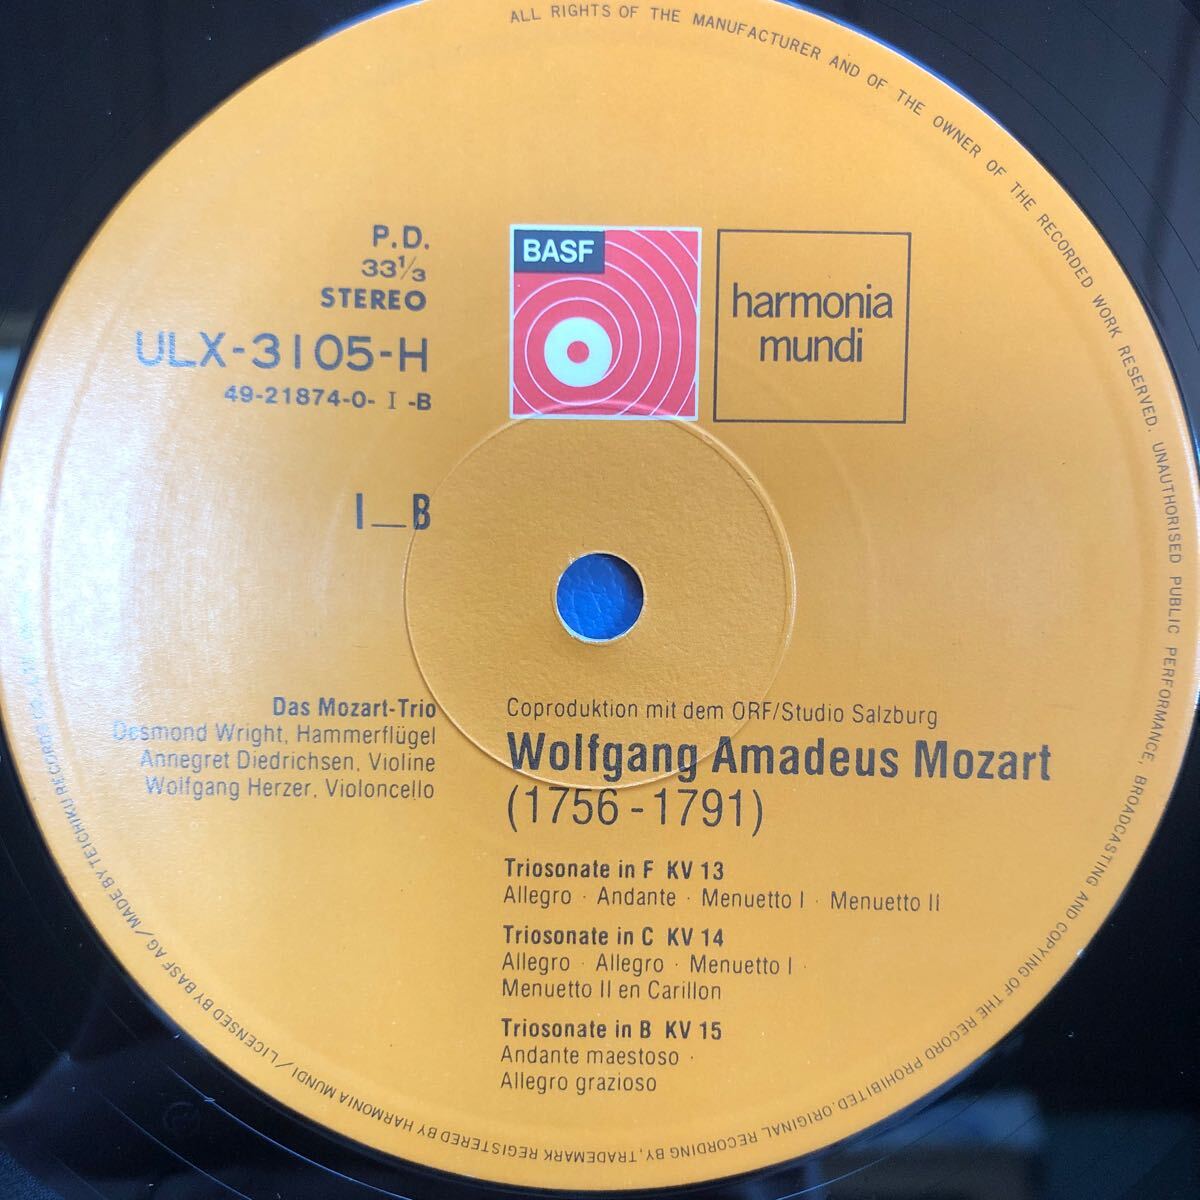 ALL RIGHTS OF THE MANUFACTURER AND OF THE OWNER OF THE RECORDED WORK RESERVED. UNAUTHORISED PUBLIC PERFORMANCE, BROADCASTING AND COPYING OF THE RECORD PROHIBITED. ORIGINAL RECORDING BY, TRADEMARK REGISTERED BY HARMONIA MUNDI / LICENSED BY BASF AG / MADE BY TEICHIKU RECORDS
P.D.
33⅓
STEREO
ULX-3105-H
49-21874-0- I -B
BASF
harmonia
mundi
I_B
Das Mozart-Trio
Desmond Wright, Hammerflügel
Annegret Diedrichsen, Violine
Wolfgang Herzer, Violoncello
Coproduktion mit dem ORF/Studio Salzburg
Wolfgang Amadeus Mozart
(1756-1791)
Triosonate in F KV 13
Allegro · Andante · Menuetto I · Menuetto II
Triosonate in C KV 14
Allegro · Allegro · Menuetto I ·
Menuetto II en Carillon
Triosonate in B KV 15
Andante maestoso ·
Allegro grazioso